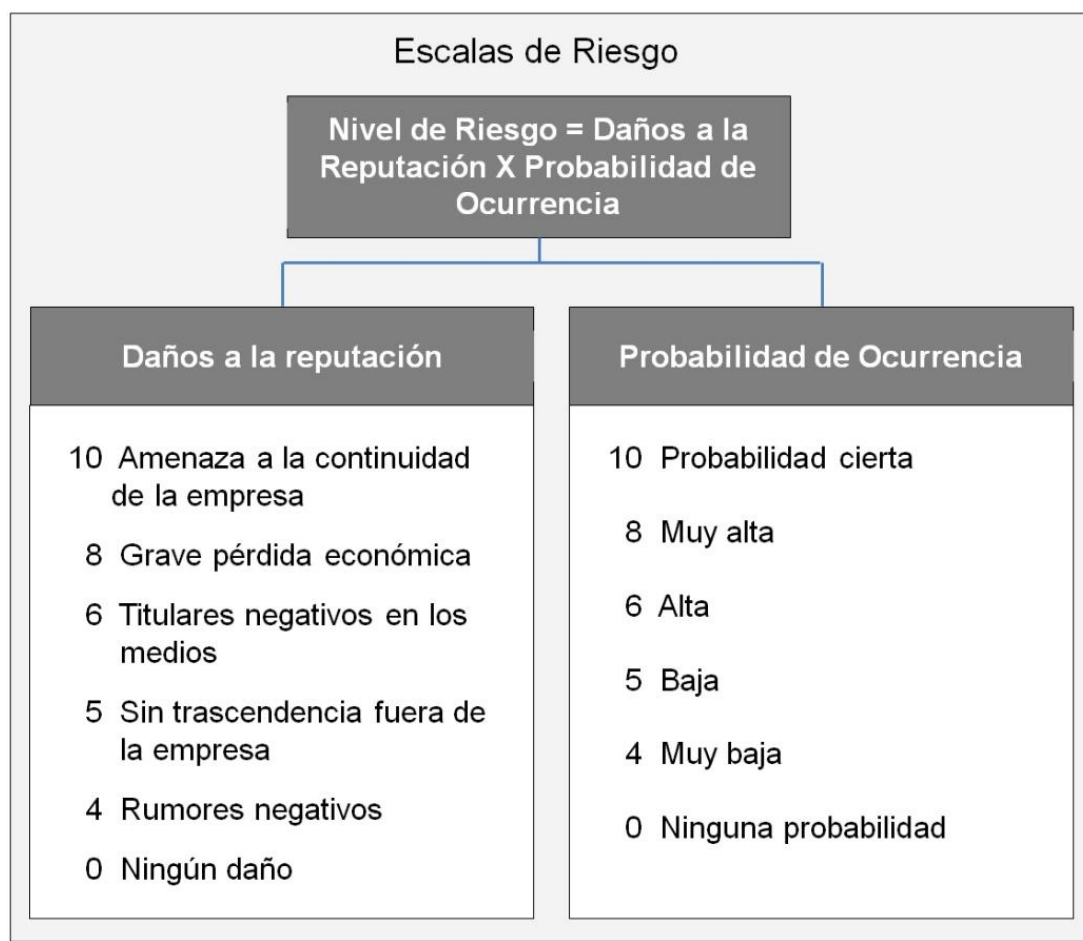 Escalas de Riesgo
Nivel de Riesgo = Daños a la
Reputación X Probabilidad de
Ocurrencia
Daños a la reputación
10 Amenaza a la continuidad
de la empresa
8 Grave pérdida económica
6 Titulares negativos en los
medios
5 Sin trascendencia fuera de
la empresa
4 Rumores negativos
0 Ningún daño
Probabilidad de Ocurrencia
10 Probabilidad cierta
8 Muy alta
6 Alta
5 Baja
4 Muy baja
0 Ninguna probabilidad